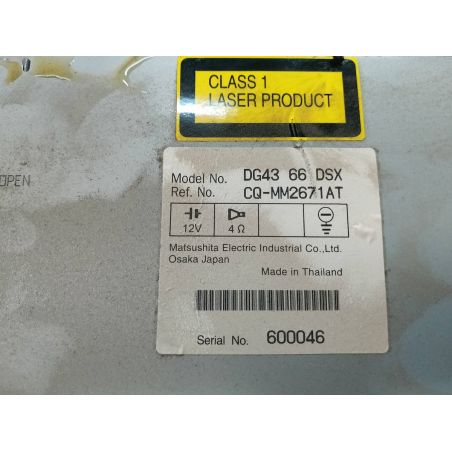 CLASS 1
LASER PRODUCT
OPEN
Model No. DG43 66 DSX
Ref. No. CQ-MM2671AT
12V 4 Ω
Matsushita Electric Industrial Co.,Ltd.
Osaka Japan
Made in Thailand
Serial No. 600046